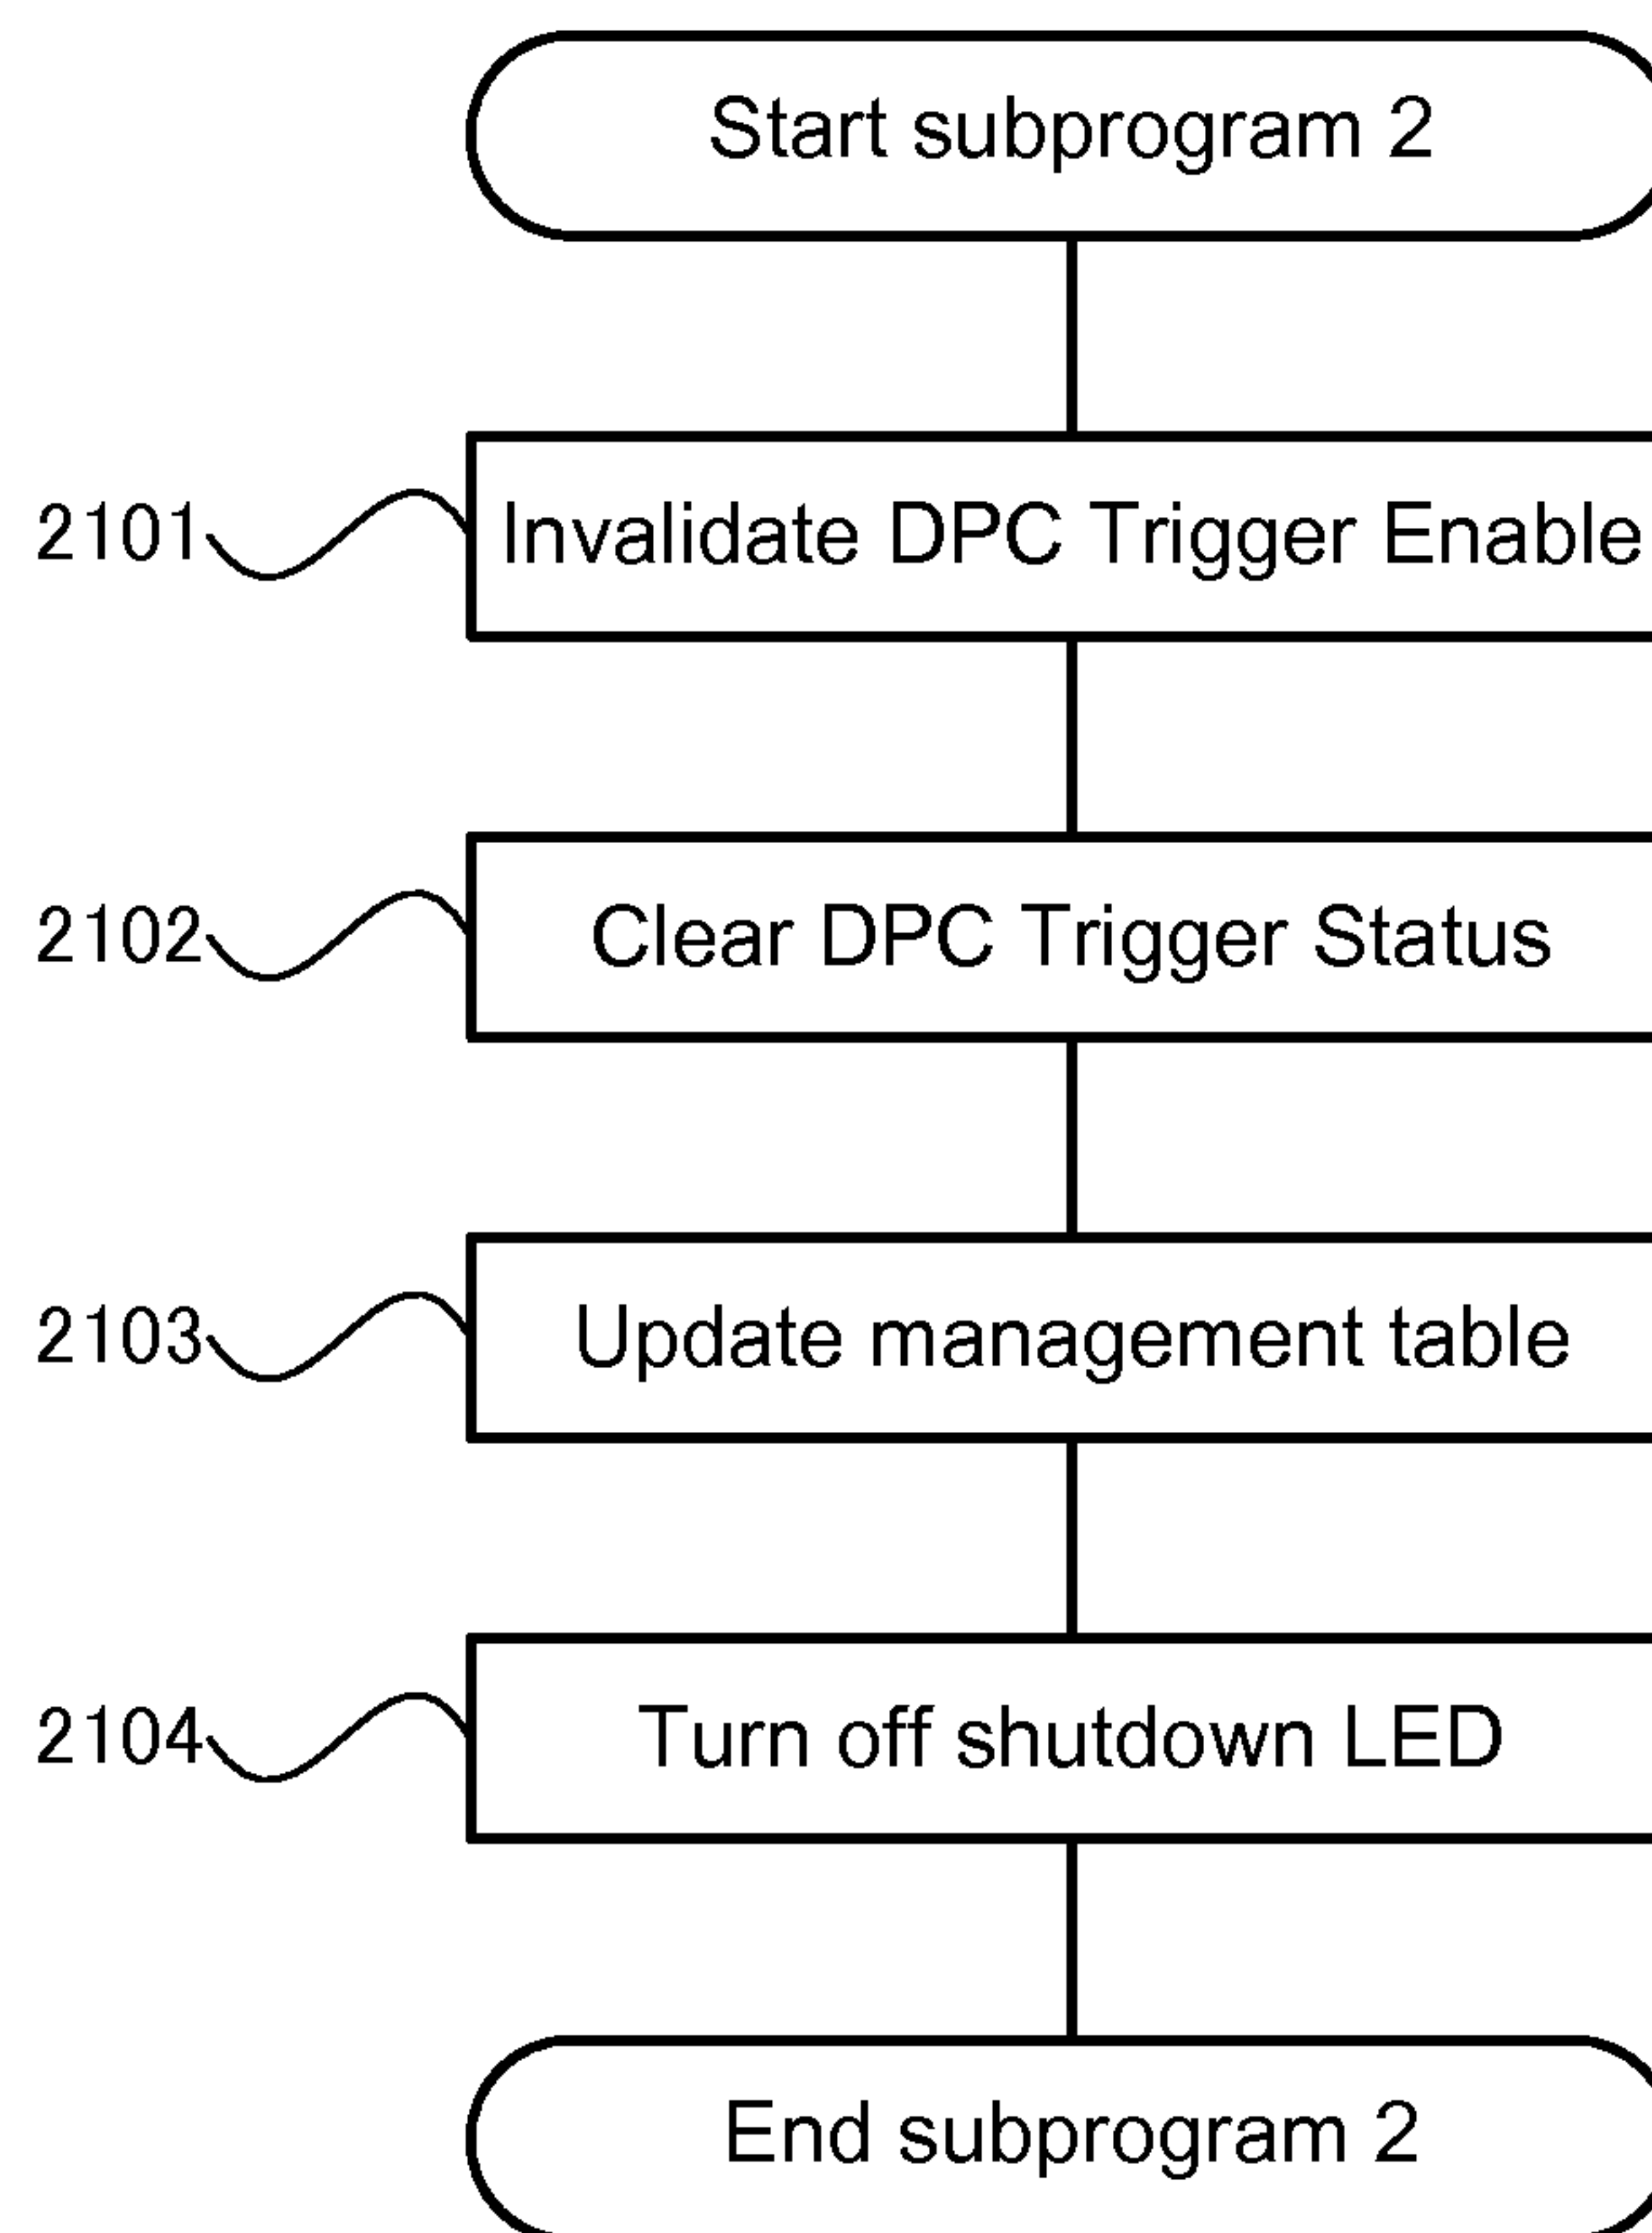 Start subprogram 2
2101 Invalidate DPC Trigger Enable
2102 Clear DPC Trigger Status
2103 Update management table
2104 Turn off shutdown LED
End subprogram 2